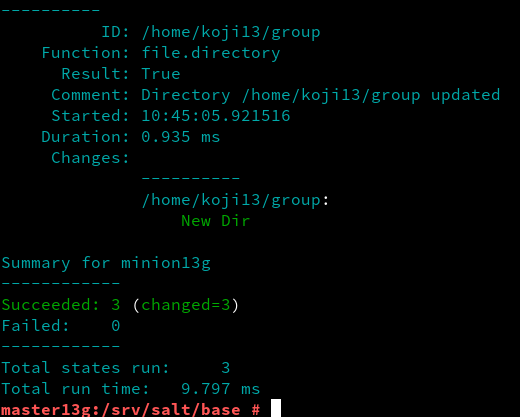 ----------
          ID: /home/koji13/group
    Function: file.directory
      Result: True
     Comment: Directory /home/koji13/group updated
     Started: 10:45:05.921516
    Duration: 0.935 ms
     Changes:
              ----------
              /home/koji13/group:
                  New Dir

Summary for minion13g
------------
Succeeded: 3 (changed=3)
Failed:    0
------------
Total states run:     3
Total run time:   9.797 ms
master13g:/srv/salt/base #